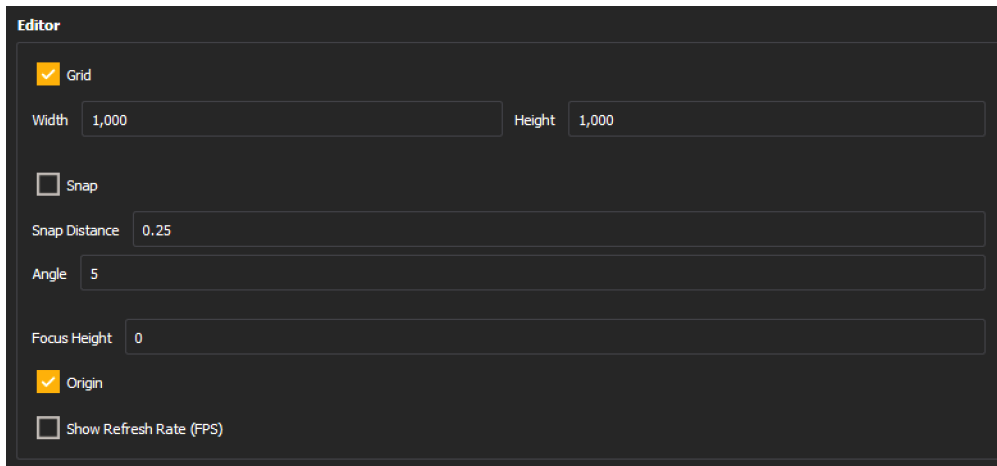 Editor
Grid
Width 1,000 Height 1,000
Snap
Snap Distance 0.25
Angle 5
Focus Height 0
Origin
Show Refresh Rate (FPS)